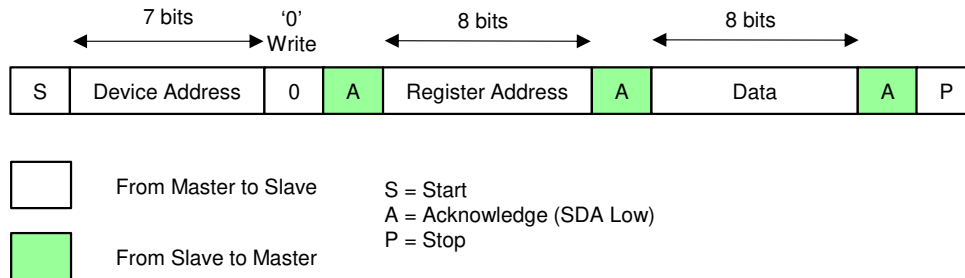 7 bits
‘0’
Write
8 bits
8 bits
S Device Address 0 A Register Address A Data A P
From Master to Slave
S = Start
A = Acknowledge (SDA Low)
P = Stop
From Slave to Master